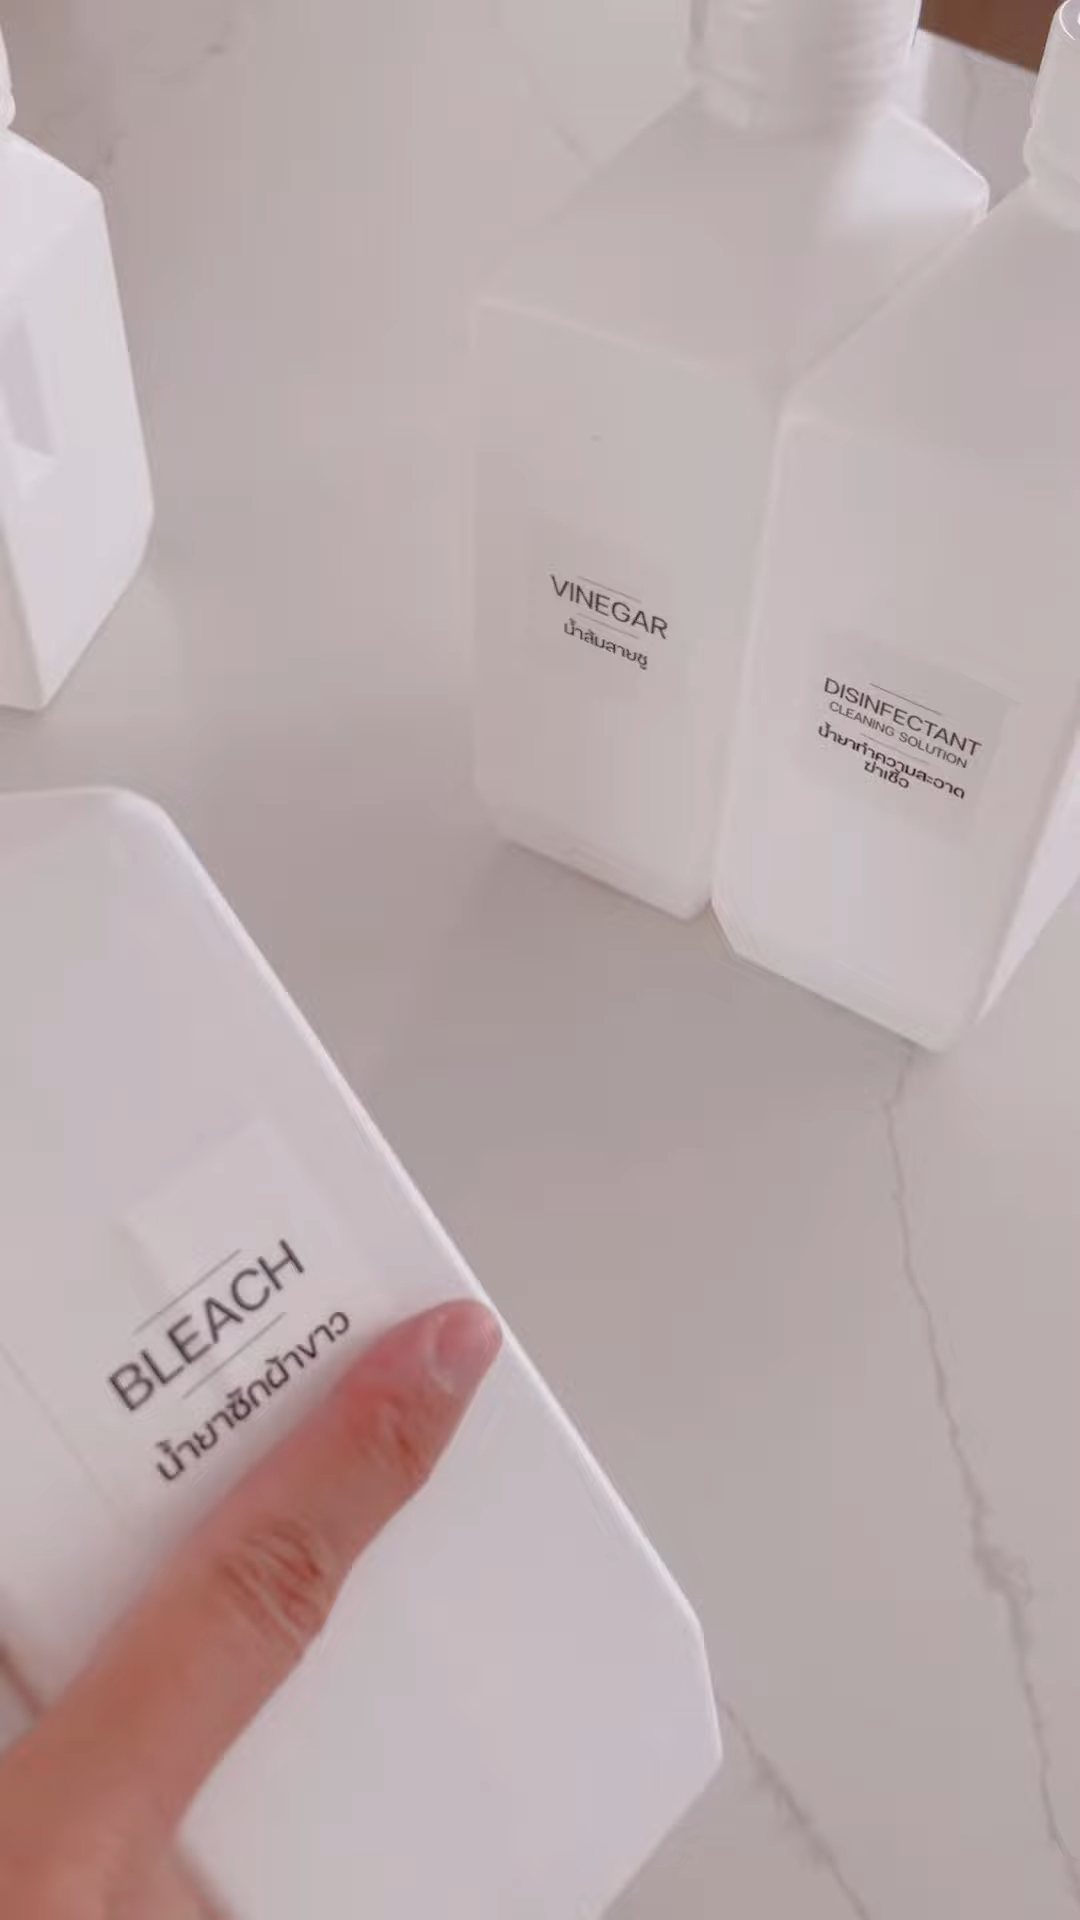 VINEGAR
น้ำส้มสายชู
DISINFECTANT
CLEANING SOLUTION
น้ำยาทำความสะอาด
ฆ่าเชื้อ
BLEACH
น้ำยาซักผ้าขาว